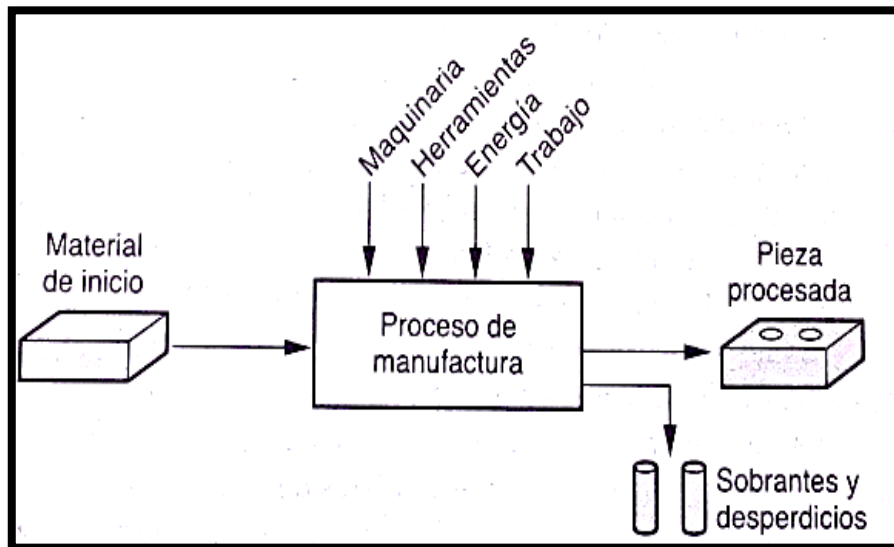 Maquinaria
Herramientas
Energía
Trabajo
Material
de inicio
Proceso de
manufactura
Pieza
procesada
Sobrantes y
desperdicios